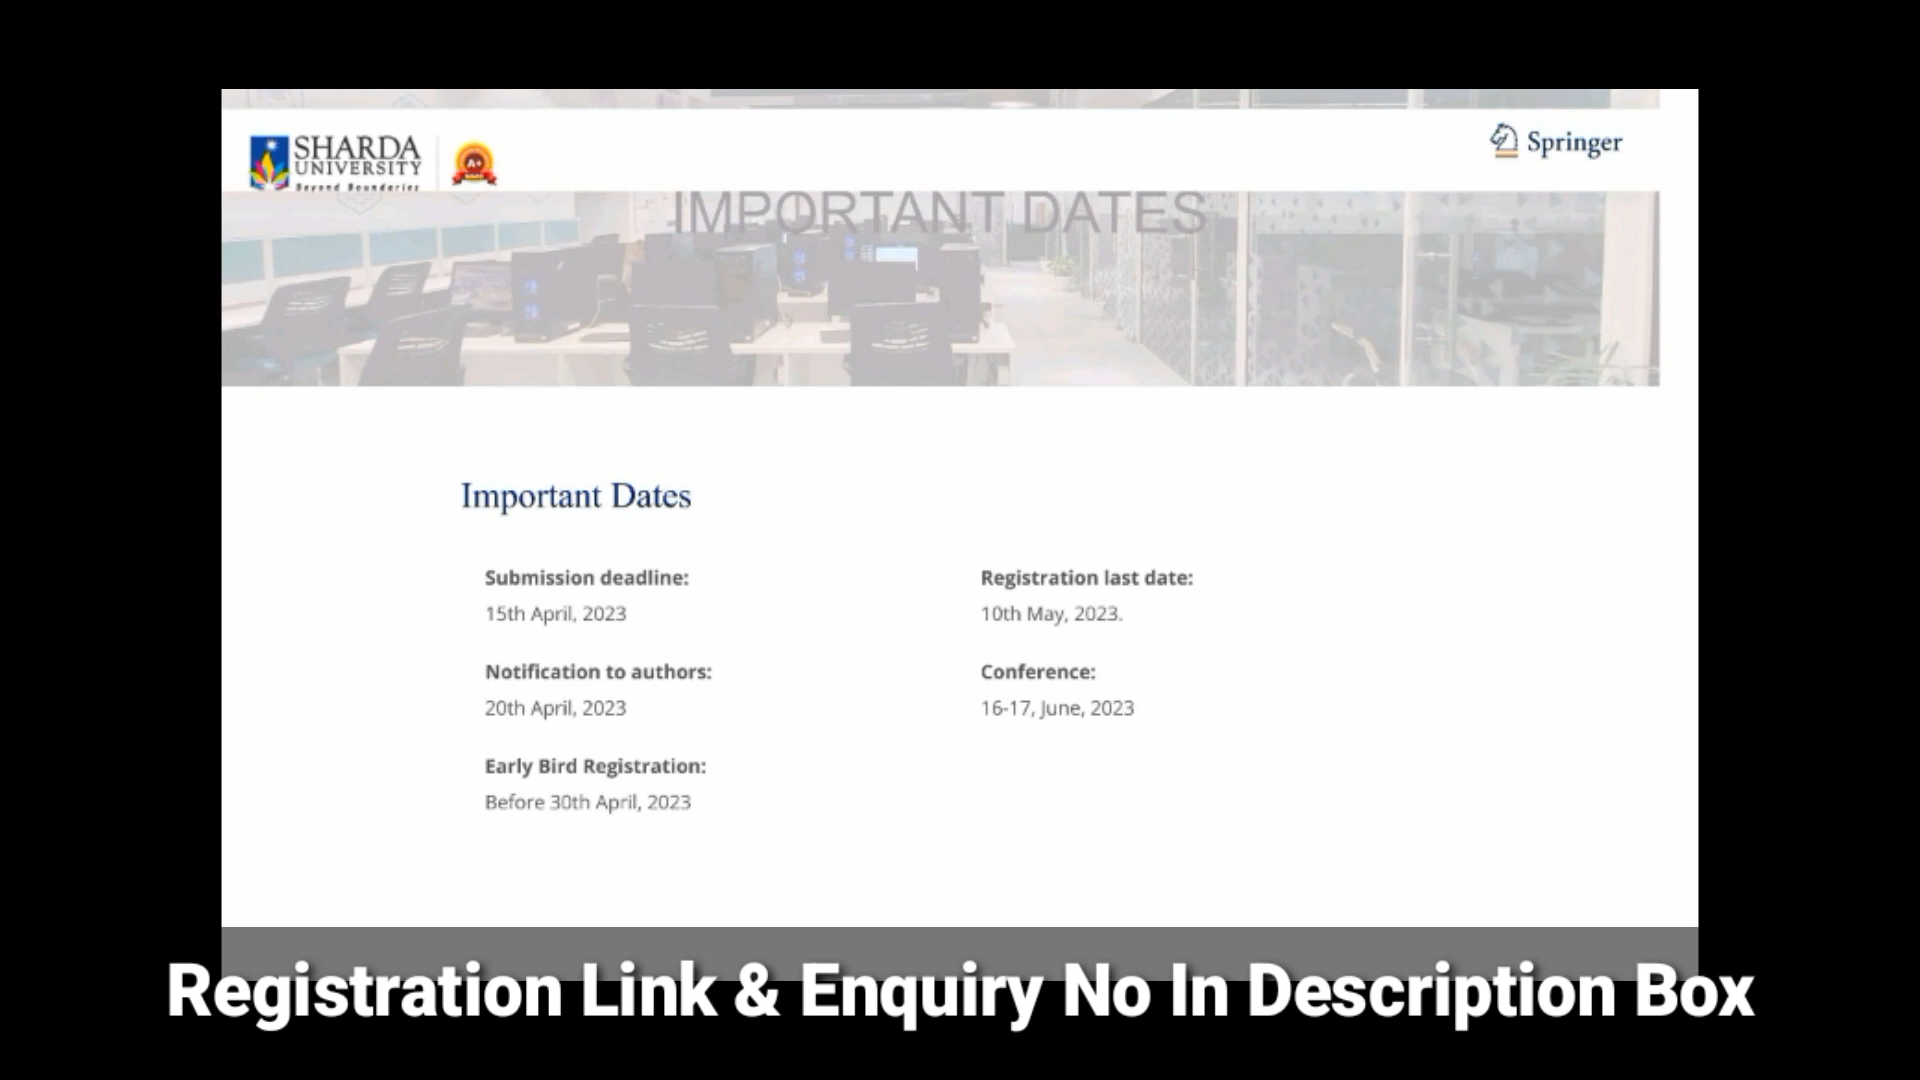 SHARDA
UNIVERSITY
Beyond Boundaries
A+
Springer
IMPORTANT DATES
Important Dates
Submission deadline:
15th April, 2023
Notification to authors:
20th April, 2023
Early Bird Registration:
Before 30th April, 2023
Registration last date:
10th May, 2023.
Conference:
16-17, June, 2023
Registration Link & Enquiry No In Description Box